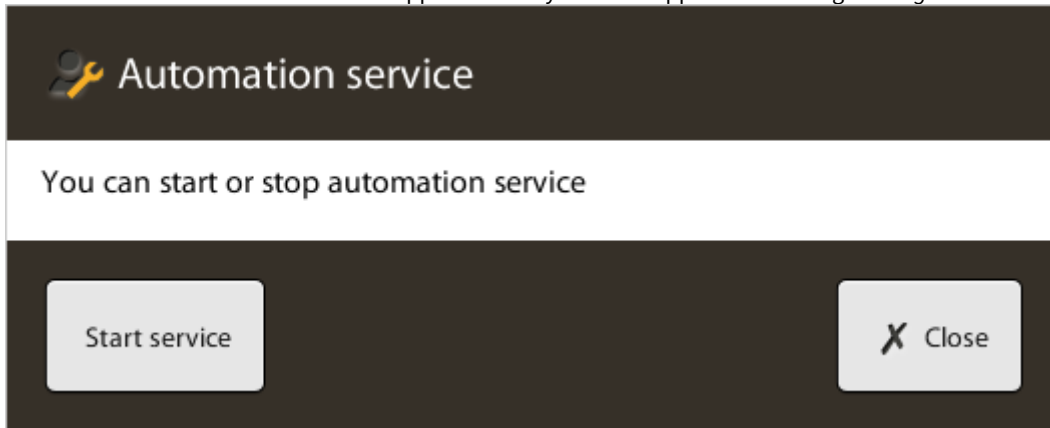 Automation service
You can start or stop automation service
Start service
✗ Close